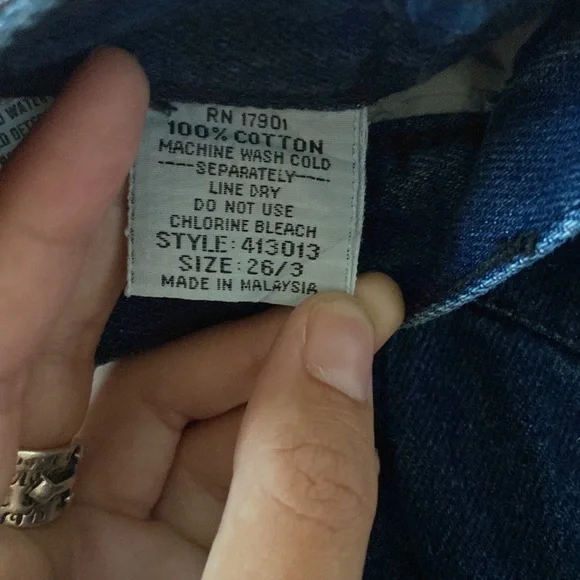 RN 17901
100% COTTON
MACHINE WASH COLD
----SEPARATELY----
LINE DRY
DO NOT USE
CHLORINE BLEACH
STYLE: 413013
SIZE: 26/3
MADE IN MALAYSIA